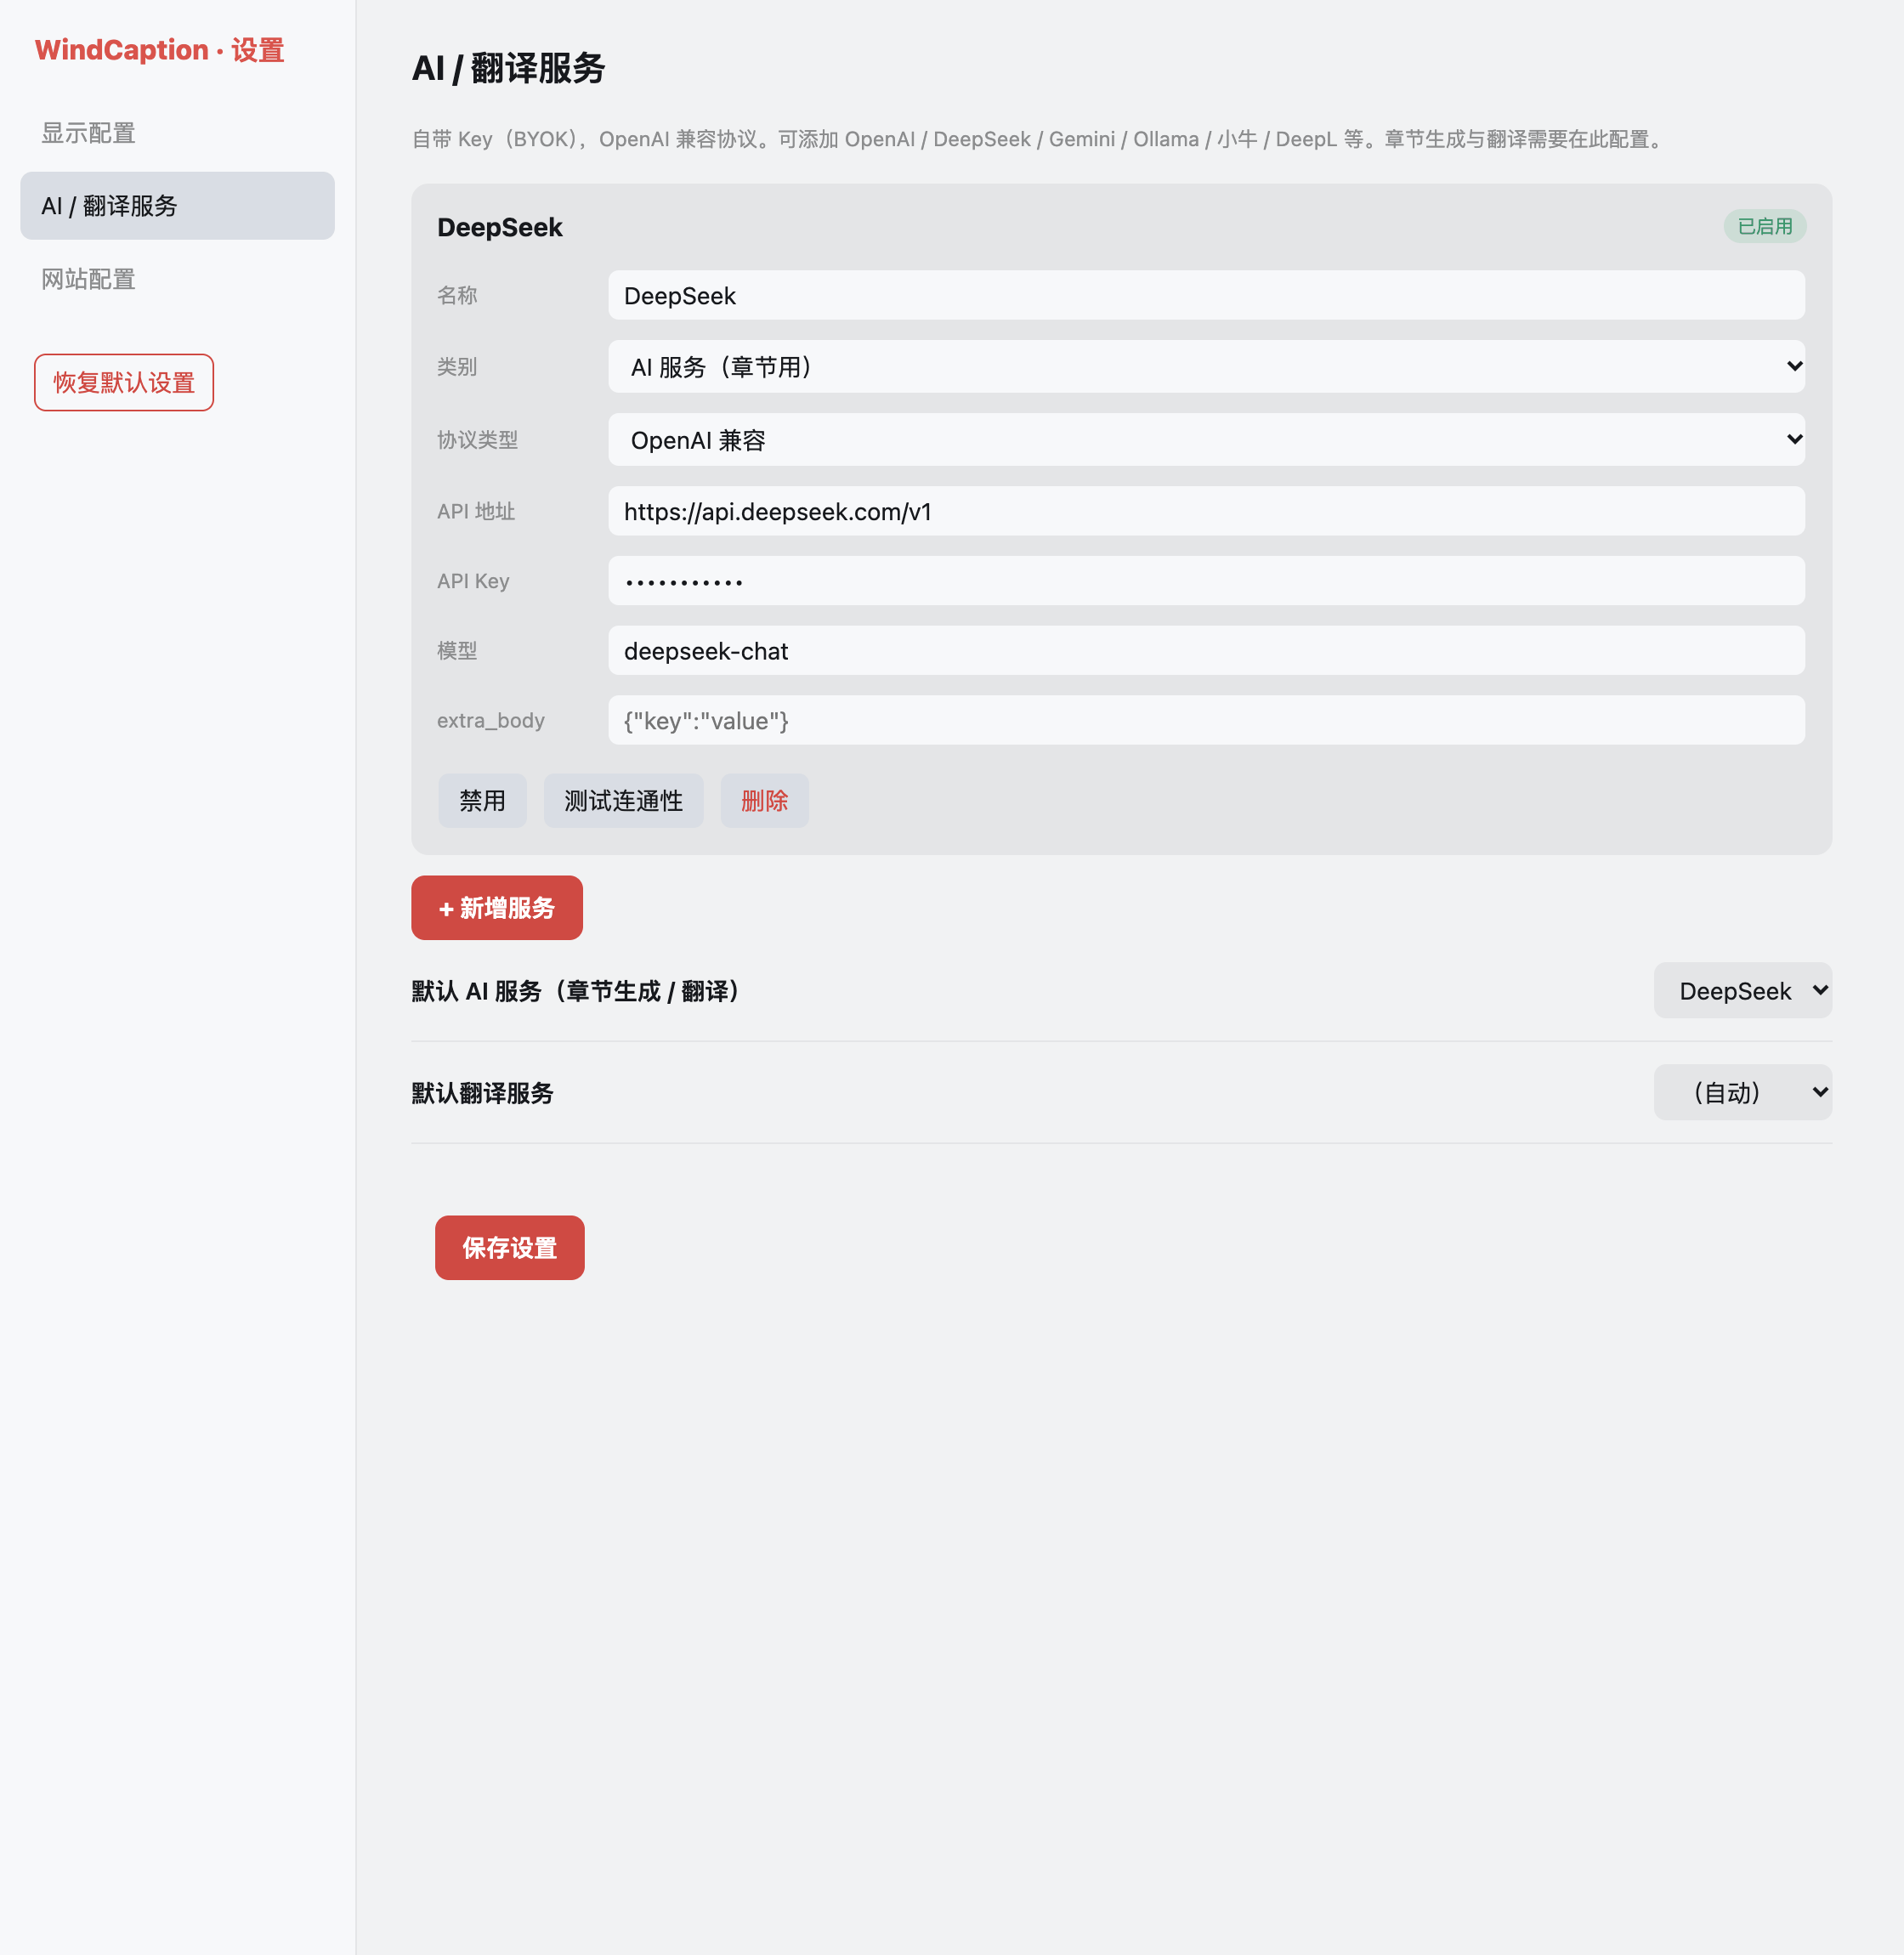 WindCaption · 设置
显示配置
AI / 翻译服务
网站配置
恢复默认设置
AI / 翻译服务
自带 Key（BYOK），OpenAI 兼容协议。可添加 OpenAI / DeepSeek / Gemini / Ollama / 小牛 / DeepL 等。章节生成与翻译需要在此配置。
DeepSeek 已启用
名称 DeepSeek
类别 AI 服务（章节用）
协议类型 OpenAI 兼容
API 地址 https://api.deepseek.com/v1
API Key •••••••••••
模型 deepseek-chat
extra_body {"key":"value"}
禁用 测试连通性 删除
+ 新增服务
默认 AI 服务（章节生成 / 翻译） DeepSeek
默认翻译服务 （自动）
保存设置